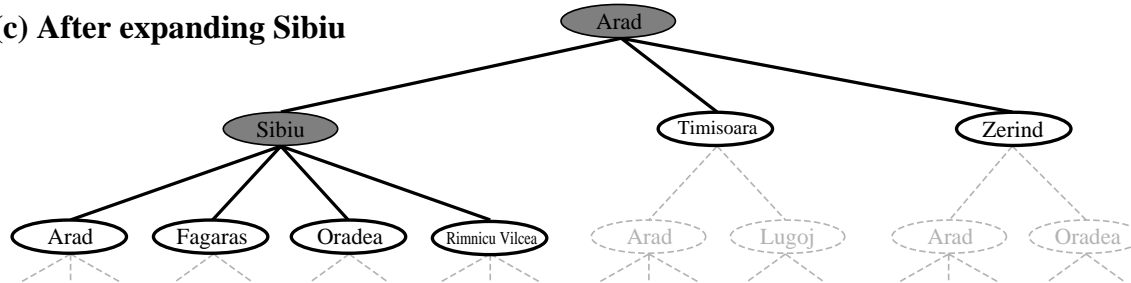 c) After expanding Sibiu
Arad
Sibiu
Timisoara
Zerind
Arad
Fagaras
Oradea
Rimnicu Vilcea
Arad
Lugoj
Arad
Oradea